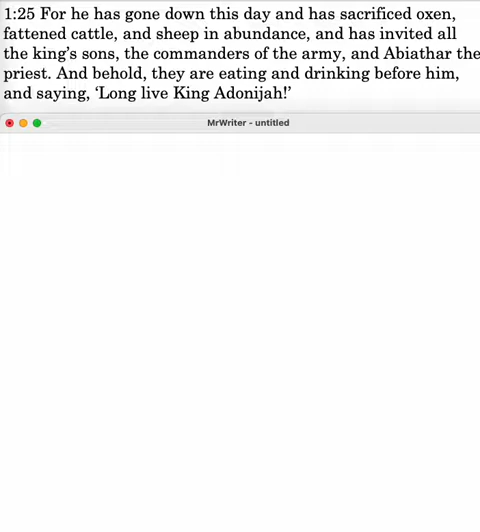 1:25 For he has gone down this day and has sacrificed oxen,
fattened cattle, and sheep in abundance, and has invited all
the king’s sons, the commanders of the army, and Abiathar the
priest. And behold, they are eating and drinking before him,
and saying, ‘Long live King Adonijah!’
MrWriter - untitled